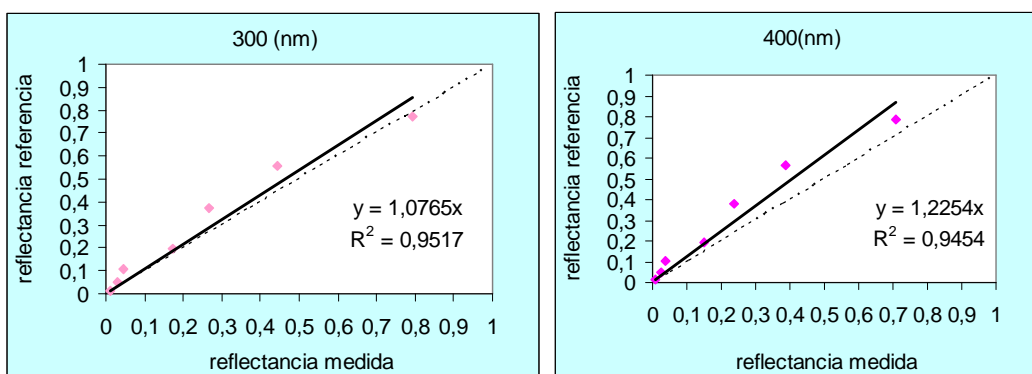 300 (nm)
reflectancia referencia
1
0,9
0,8
0,7
0,6
0,5
0,4
0,3
0,2
0,1
0
y = 1,0765x
R² = 0,9517
0 0,1 0,2 0,3 0,4 0,5 0,6 0,7 0,8 0,9 1
reflectancia medida
400(nm)
reflectancia referencia
1
0,9
0,8
0,7
0,6
0,5
0,4
0,3
0,2
0,1
0
y = 1,2254x
R² = 0,9454
0 0,1 0,2 0,3 0,4 0,5 0,6 0,7 0,8 0,9 1
reflectancia medida